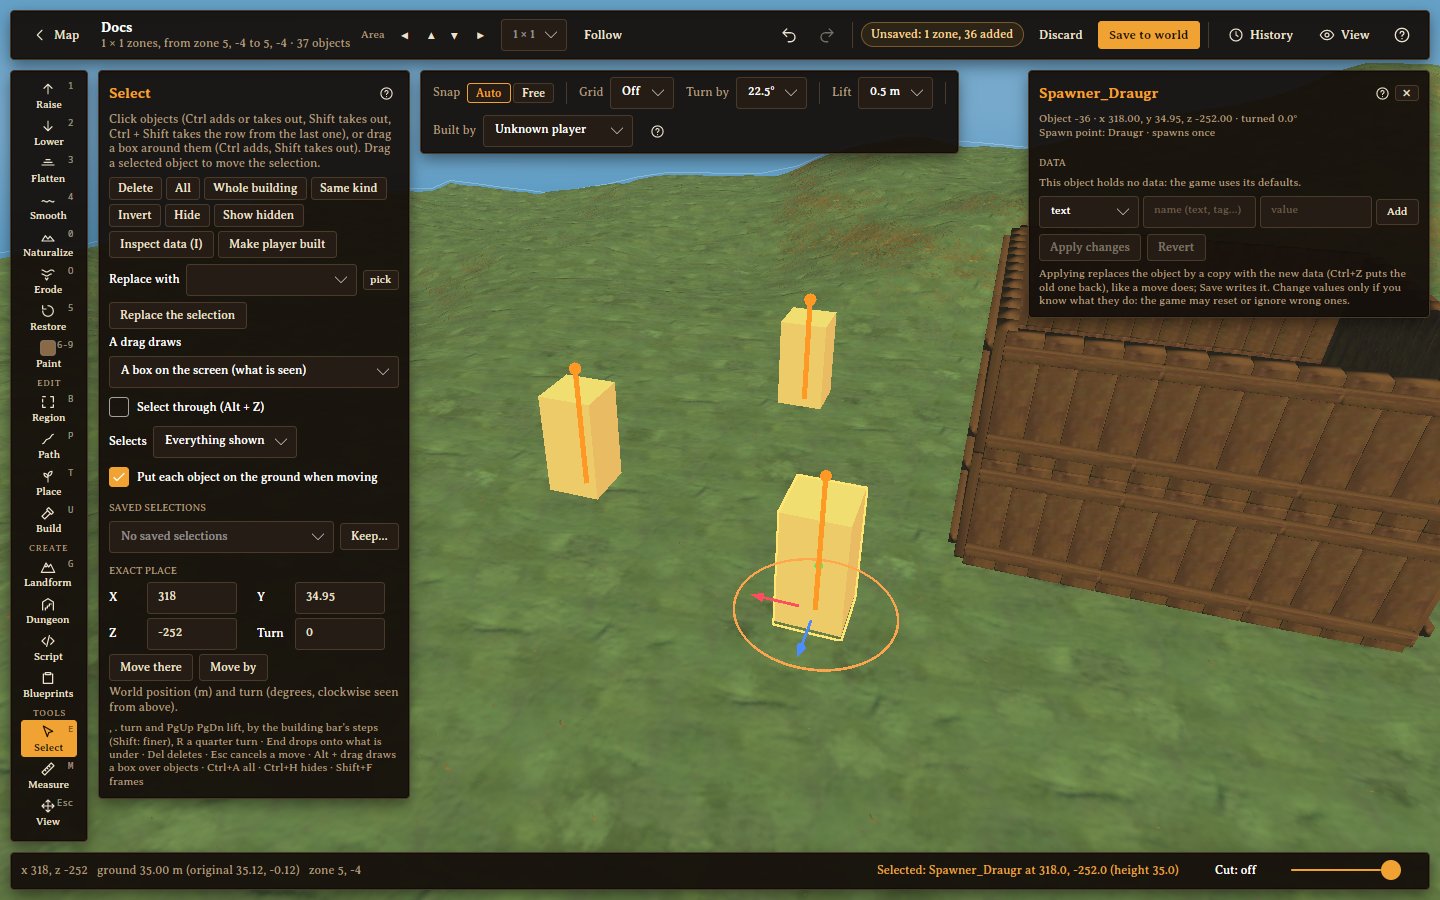 Map
Docs
1 × 1 zones, from zone 5, -4 to 5, -4 · 37 objects
Area
1 × 1
Follow
Unsaved: 1 zone, 36 added
Discard
Save to world
History
View
1
Raise
2
Lower
3
Flatten
4
Smooth
0
Naturalize
O
Erode
5
Restore
6-9
Paint
EDIT
8
Region
P
Path
T
Place
U
Build
CREATE
G
Landform
Dungeon
Script
Blueprints
TOOLS
E
Select
M
Measure
Esc
View
Select
Click objects (Ctrl adds or takes out, Shift takes out,
Ctrl + Shift takes the row from the last one), or drag
a box around them (Ctrl adds, Shift takes out). Drag
a selected object to move the selection.
Delete All Whole building Same kind
Invert Hide Show hidden
Inspect data (I) Make player built
Replace with pick
Replace the selection
A drag draws
A box on the screen (what is seen)
Select through (Alt + Z)
Selects Everything shown
Put each object on the ground when moving
SAVED SELECTIONS
No saved selections Keep...
EXACT PLACE
X 318 Y 34.95
Z -252 Turn 0
Move there Move by
World position (m) and turn (degrees, clockwise seen
from above).
, . turn and PgUp PgDn lift, by the building bar's steps
(Shift: finer), R a quarter turn · End drops onto what is
under · Del deletes · Esc cancels a move · Alt + drag draws
a box over objects · Ctrl+A all · Ctrl+H hides · Shift+F
frames
Snap Auto Free Grid Off Turn by 22.5° Lift 0.5 m
Built by Unknown player
Spawner_Draugr
Object -36 · x 318.00, y 34.95, z -252.00 · turned 0.0°
Spawn point: Draugr · spawns once
DATA
This object holds no data: the game uses its defaults.
text name (text, tag...) value Add
Apply changes Revert
Applying replaces the object by a copy with the new data (Ctrl+Z puts the
old one back), like a move does; Save writes it. Change values only if you
know what they do: the game may reset or ignore wrong ones.
x 318, z -252 ground 35.00 m (original 35.12, -0.12) zone 5, -4
Selected: Spawner_Draugr at 318.0, -252.0 (height 35.0)
Cut: off